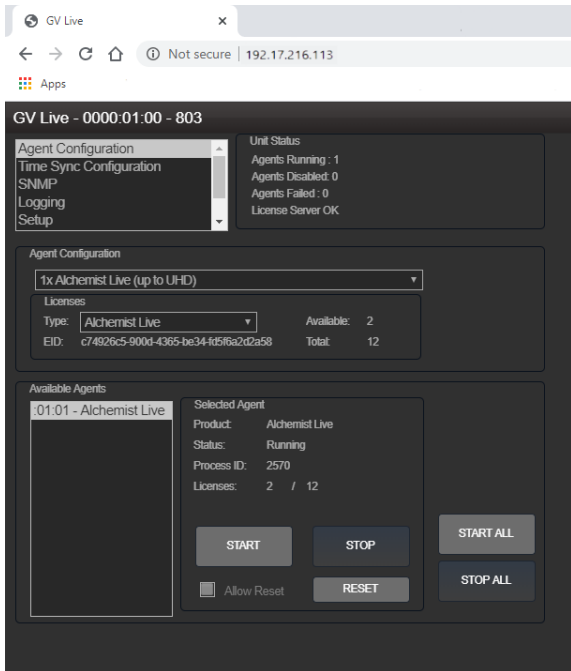 GV Live
Not secure | 192.17.216.113
Apps
GV Live - 0000:01:00 - 803
Agent Configuration
Time Sync Configuration
SNMP
Logging
Setup
Unit Status
Agents Running : 1
Agents Disabled: 0
Agents Failed : 0
License Server OK
Agent Configuration
1x Alchemist Live (up to UHD)
Licenses
Type: Alchemist Live Available: 2
EID: c74926c5-900d-4365-be34-fd5f6a2d2a58 Total: 12
Available Agents
:01:01 - Alchemist Live
Selected Agent
Product: Alchemist Live
Status: Running
Process ID: 2570
Licenses: 2 / 12
START STOP
Allow Reset RESET
START ALL
STOP ALL